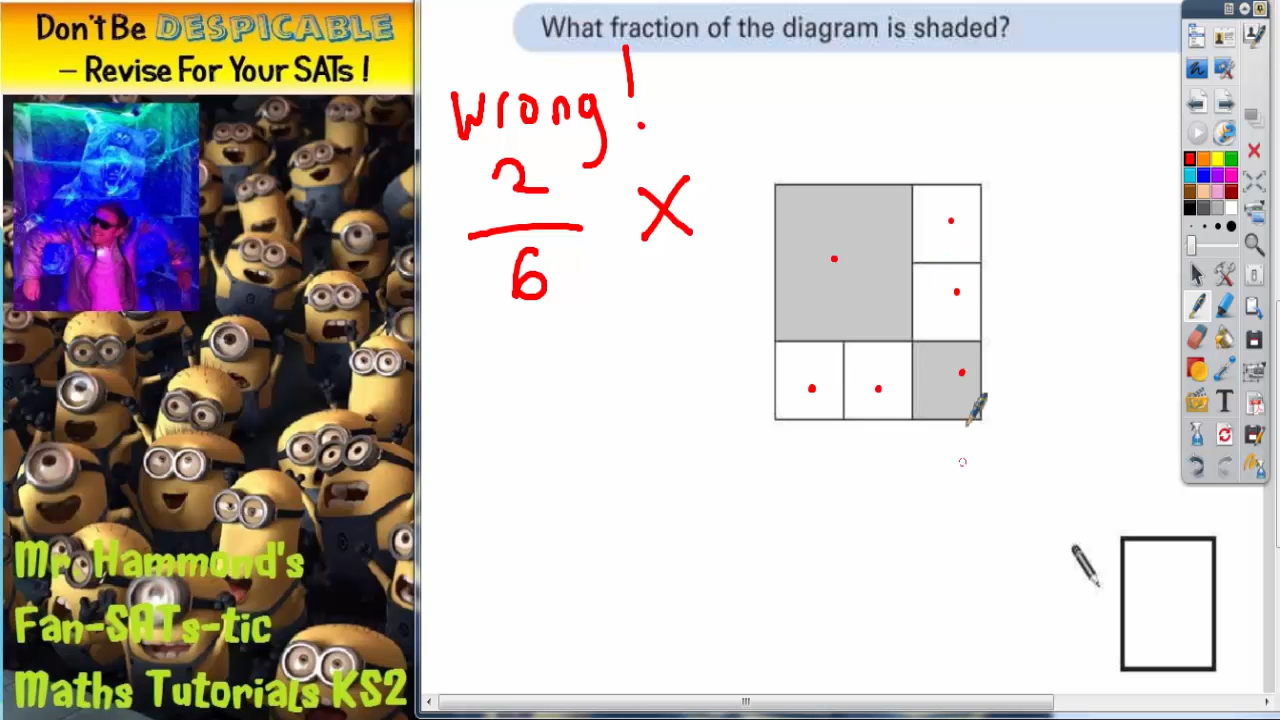 Don't Be DESPICABLE
– Revise For Your SATs !
What fraction of the diagram is shaded?
wrong!
2
6
X
Mr. Hammond's
Fan-SATs-tic
Maths Tutorials KS2